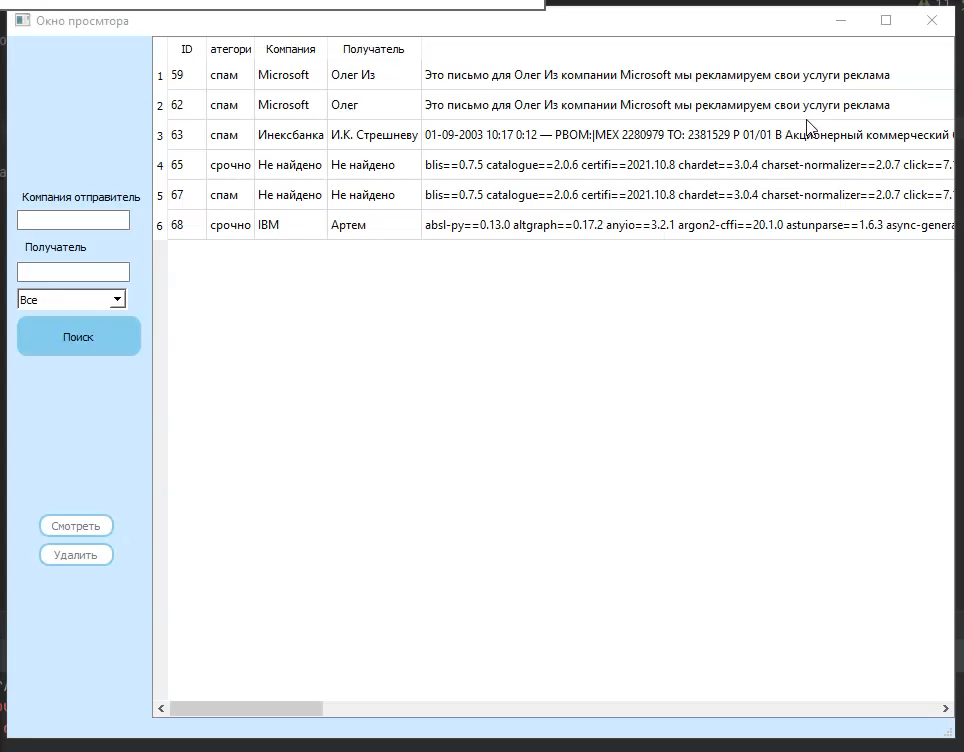 Окно просмтора
ID атегори Компания Получатель
1 59 спам Microsoft Олег Из Это письмо для Олег Из компании Microsoft мы рекламируем свои услуги реклама
2 62 спам Microsoft Олег Это письмо для Олег Из компании Microsoft мы рекламируем свои услуги реклама
3 63 спам Инексбанка И.К. Стрешневу 01-09-2003 10:17 0:12 — РВОМ:|МЕХ 2280979 ТО: 2381529 Р 01/01 В Акционерный коммерческий
4 65 срочно Не найдено Не найдено blis==0.7.5 catalogue==2.0.6 certifi==2021.10.8 chardet==3.0.4 charset-normalizer==2.0.7 click==7.
5 67 спам Не найдено Не найдено blis==0.7.5 catalogue==2.0.6 certifi==2021.10.8 chardet==3.0.4 charset-normalizer==2.0.7 click==7.
6 68 срочно IBM Артем absl-py==0.13.0 altgraph==0.17.2 anyio==3.2.1 argon2-cffi==20.1.0 astunparse==1.6.3 async-genera
Компания отправитель
Получатель
Все
Поиск
Смотреть
Удалить